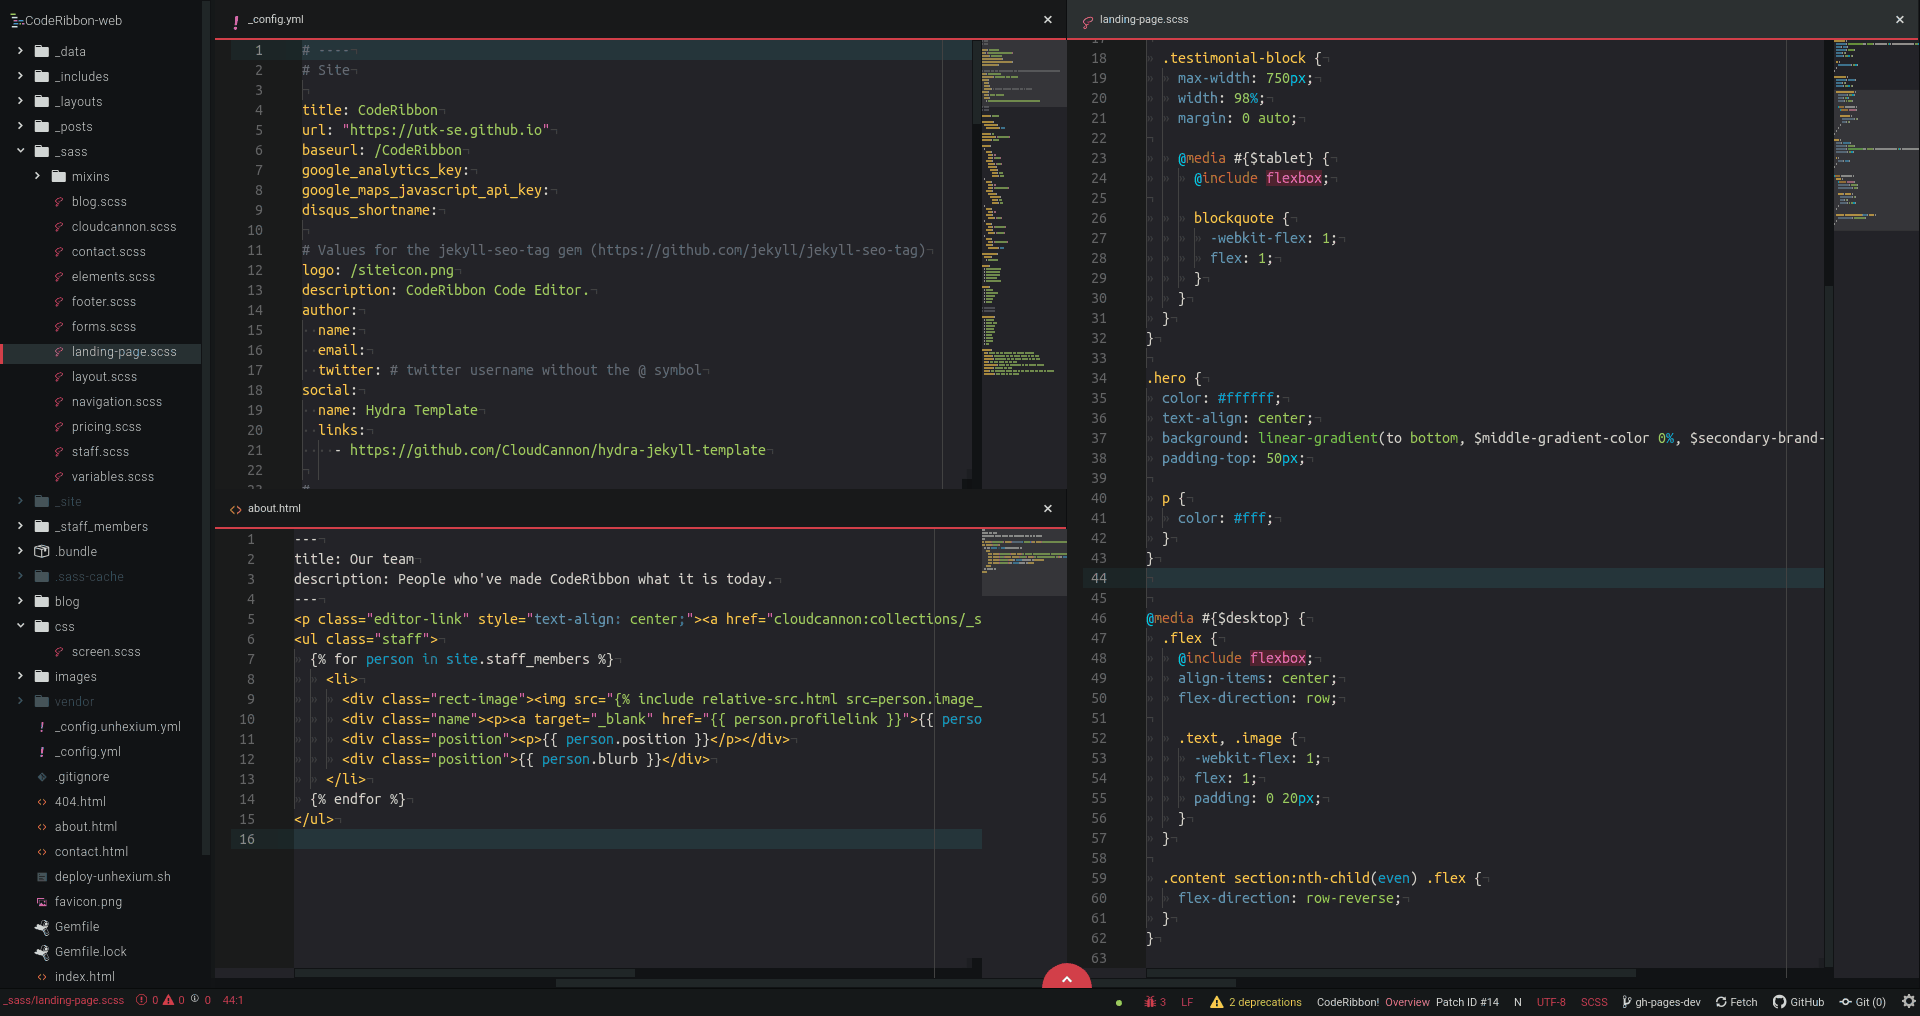 CodeRibbon-web
_data
_includes
_layouts
_posts
_sass
mixins
blog.scss
cloudcannon.scss
contact.scss
elements.scss
footer.scss
forms.scss
landing-page.scss
layout.scss
navigation.scss
pricing.scss
staff.scss
variables.scss
_site
_staff_members
.bundle
.sass-cache
blog
css
screen.scss
images
vendor
_config.unhexium.yml
_config.yml
.gitignore
404.html
about.html
contact.html
deploy-unhexium.sh
favicon.png
Gemfile
Gemfile.lock
index.html
_config.yml
1 # ----
2 # Site
3
4 title: CodeRibbon
5 url: "https://utk-se.github.io"
6 baseurl: /CodeRibbon
7 google_analytics_key:
8 google_maps_javascript_api_key:
9 disqus_shortname:
10
11 # Values for the jekyll-seo-tag gem (https://github.com/jekyll/jekyll-seo-tag)
12 logo: /siteicon.png
13 description: CodeRibbon Code Editor.
14 author:
15 name:
16 email:
17 twitter: # twitter username without the @ symbol
18 social:
19 name: Hydra Template
20 links:
21 - https://github.com/CloudCannon/hydra-jekyll-template
22
23 #
about.html
1 ---
2 title: Our team
3 description: People who've made CodeRibbon what it is today.
4 ---
5 <p class="editor-link" style="text-align: center;"><a href="cloudcannon:collections/_s
6 <ul class="staff">
7 {% for person in site.staff_members %}
8 <li>
9 <div class="rect-image"><img src="{% include relative-src.html src=person.image_
10 <div class="name"><p><a target="_blank" href="{{ person.profilelink }}">{{ perso
11 <div class="position"><p>{{ person.position }}</p></div>
12 <div class="position">{{ person.blurb }}</div>
13 </li>
14 {% endfor %}
15 </ul>
16
landing-page.scss
17
18 .testimonial-block {
19 max-width: 750px;
20 width: 98%;
21 margin: 0 auto;
22
23 @media #{$tablet} {
24 @include flexbox;
25
26 blockquote {
27 -webkit-flex: 1;
28 flex: 1;
29 }
30 }
31 }
32 }
33
34 .hero {
35 color: #ffffff;
36 text-align: center;
37 background: linear-gradient(to bottom, $middle-gradient-color 0%, $secondary-brand-
38 padding-top: 50px;
39
40 p {
41 color: #fff;
42 }
43 }
44
45
46 @media #{$desktop} {
47 .flex {
48 @include flexbox;
49 align-items: center;
50 flex-direction: row;
51
52 .text, .image {
53 -webkit-flex: 1;
54 flex: 1;
55 padding: 0 20px;
56 }
57 }
58
59 .content section:nth-child(even) .flex {
60 flex-direction: row-reverse;
61 }
62 }
63
_sass/landing-page.scss 0 0 0 44:1
3 LF 2 deprecations CodeRibbon! Overview Patch ID #14 N UTF-8 SCSS gh-pages-dev Fetch GitHub Git (0)